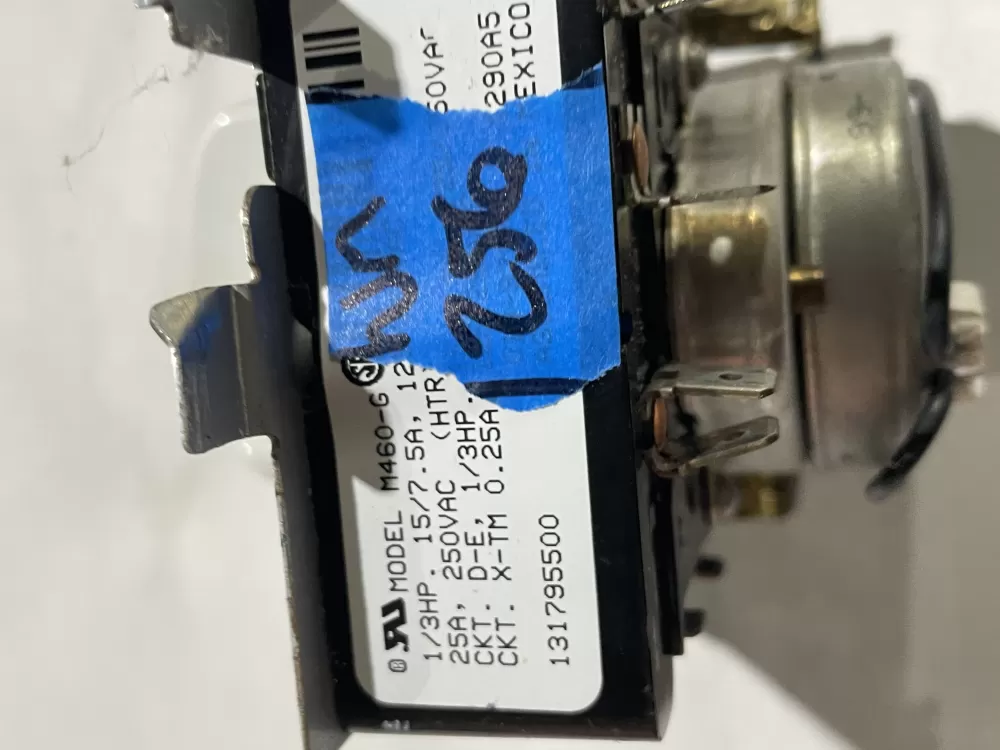 MODEL M460-G
1/3HP. 15/7.5A, 12 50VAC
25A, 250VAC (HTR
CKT. D-E, 1/3HP. 290A5
CKT. X-TM 0.25A EXICO
131795500
256